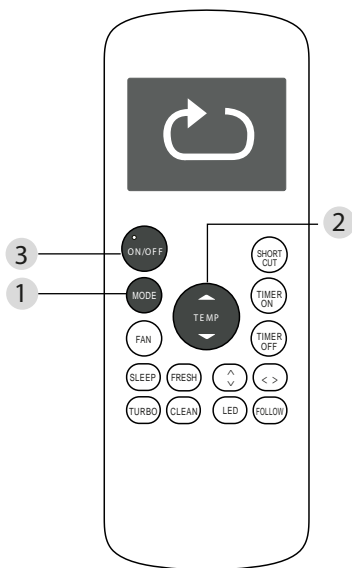 2
3
ON/OFF
SHORT
CUT
1
MODE
TEMP
TIMER
ON
FAN
TIMER
OFF
SLEEP FRESH < >
TURBO CLEAN LED FOLLOW